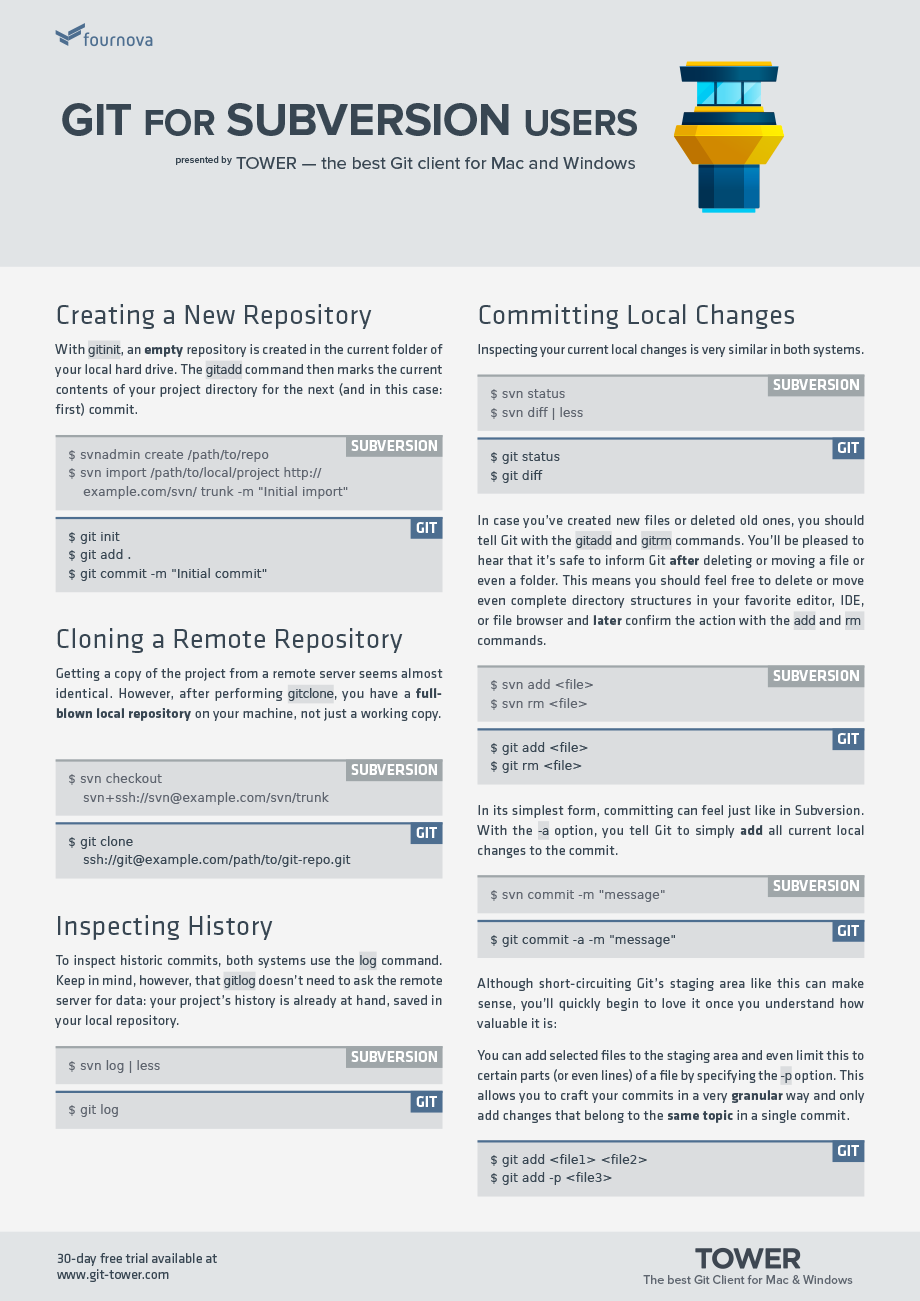 fournova
GIT FOR SUBVERSION USERS
presented by TOWER — the best Git client for Mac and Windows
Creating a New Repository
With gitinit, an empty repository is created in the current folder of
your local hard drive. The gitadd command then marks the current
contents of your project directory for the next (and in this case:
first) commit.
SUBVERSION
$ svnadmin create /path/to/repo
$ svn import /path/to/local/project http://
example.com/svn/ trunk -m "Initial import"
GIT
$ git init
$ git add .
$ git commit -m "Initial commit"
Cloning a Remote Repository
Getting a copy of the project from a remote server seems almost
identical. However, after performing gitclone, you have a full-
blown local repository on your machine, not just a working copy.
SUBVERSION
$ svn checkout
svn+ssh://svn@example.com/svn/trunk
GIT
$ git clone
ssh://git@example.com/path/to/git-repo.git
Inspecting History
To inspect historic commits, both systems use the log command.
Keep in mind, however, that gitlog doesn't need to ask the remote
server for data: your project's history is already at hand, saved in
your local repository.
SUBVERSION
$ svn log | less
GIT
$ git log
Committing Local Changes
Inspecting your current local changes is very similar in both systems.
SUBVERSION
$ svn status
$ svn diff | less
GIT
$ git status
$ git diff
In case you've created new files or deleted old ones, you should
tell Git with the gitadd and gitrm commands. You'll be pleased to
hear that it's safe to inform Git after deleting or moving a file or
even a folder. This means you should feel free to delete or move
even complete directory structures in your favorite editor, IDE,
or file browser and later confirm the action with the add and rm
commands.
SUBVERSION
$ svn add <file>
$ svn rm <file>
GIT
$ git add <file>
$ git rm <file>
In its simplest form, committing can feel just like in Subversion.
With the -a option, you tell Git to simply add all current local
changes to the commit.
SUBVERSION
$ svn commit -m "message"
GIT
$ git commit -a -m "message"
Although short-circuiting Git's staging area like this can make
sense, you'll quickly begin to love it once you understand how
valuable it is:
You can add selected files to the staging area and even limit this to
certain parts (or even lines) of a file by specifying the -p option. This
allows you to craft your commits in a very granular way and only
add changes that belong to the same topic in a single commit.
GIT
$ git add <file1> <file2>
$ git add -p <file3>
30-day free trial available at
www.git-tower.com
TOWER
The best Git Client for Mac & Windows